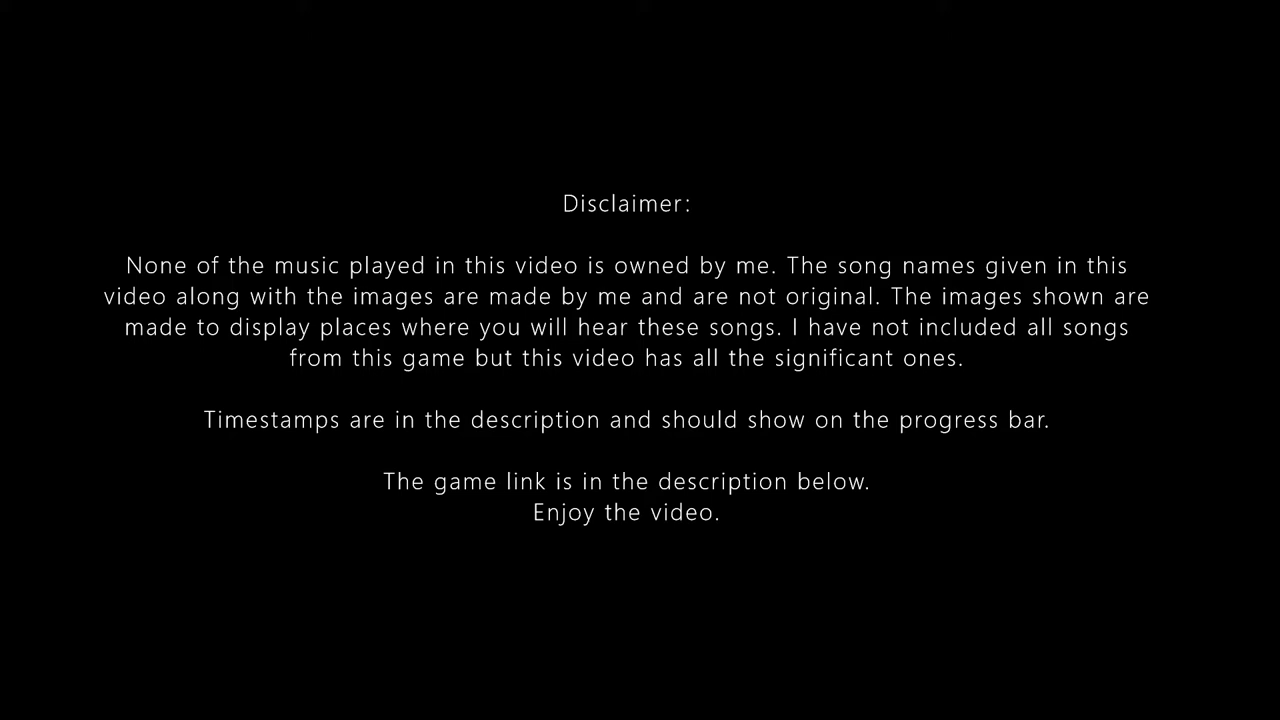 Disclaimer:
None of the music played in this video is owned by me. The song names given in this
video along with the images are made by me and are not original. The images shown are
made to display places where you will hear these songs. I have not included all songs
from this game but this video has all the significant ones.
Timestamps are in the description and should show on the progress bar.
The game link is in the description below.
Enjoy the video.